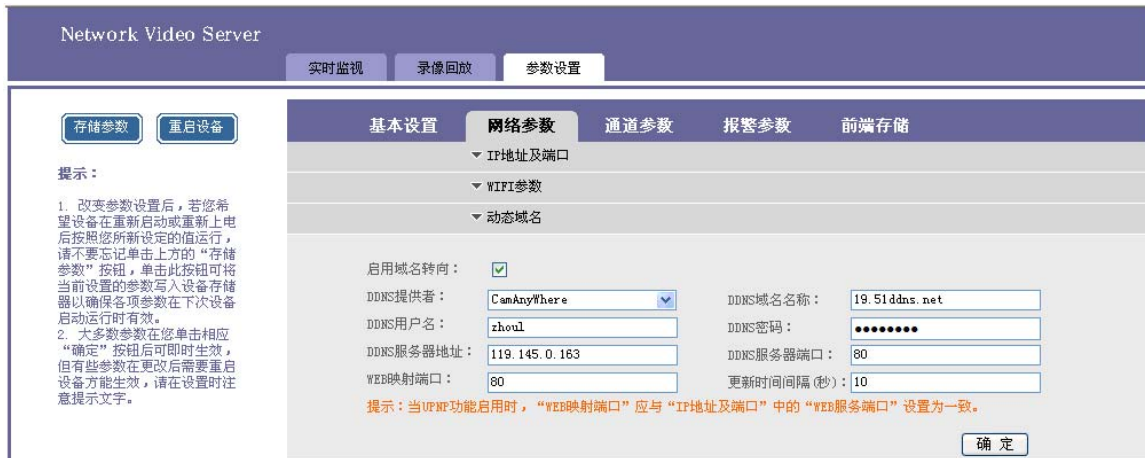 Network Video Server
实时监视 录像回放 参数设置
存储参数 重启设备
提示：
1. 改变参数设置后，若您希
望设备在重新启动或重新上电
后按照您所新设定的值运行，
请不要忘记单击上方的“存储
参数”按钮，单击此按钮可将
当前设置的参数写入设备存储
器以确保各项参数在下次设备
启动运行时有效。
2. 大多数参数在您单击相应
“确定”按钮后可即时生效，
但有些参数在更改后需要重启
设备方能生效，请在设置时注
意提示文字。
基本设置 网络参数 通道参数 报警参数 前端存储
IP地址及端口
WIFI参数
动态域名
启用域名转向：
DDNS提供者： CamAnyWhere DDNS域名名称： 19.51ddns.net
DDNS用户名： zhoul DDNS密码： ●●●●●●●●
DDNS服务器地址： 119.145.0.163 DDNS服务器端口： 80
WEB映射端口： 80 更新时间间隔(秒)： 10
提示：当UPNP功能启用时，“WEB映射端口”应与“IP地址及端口”中的“WEB服务端口”设置为一致。
确 定